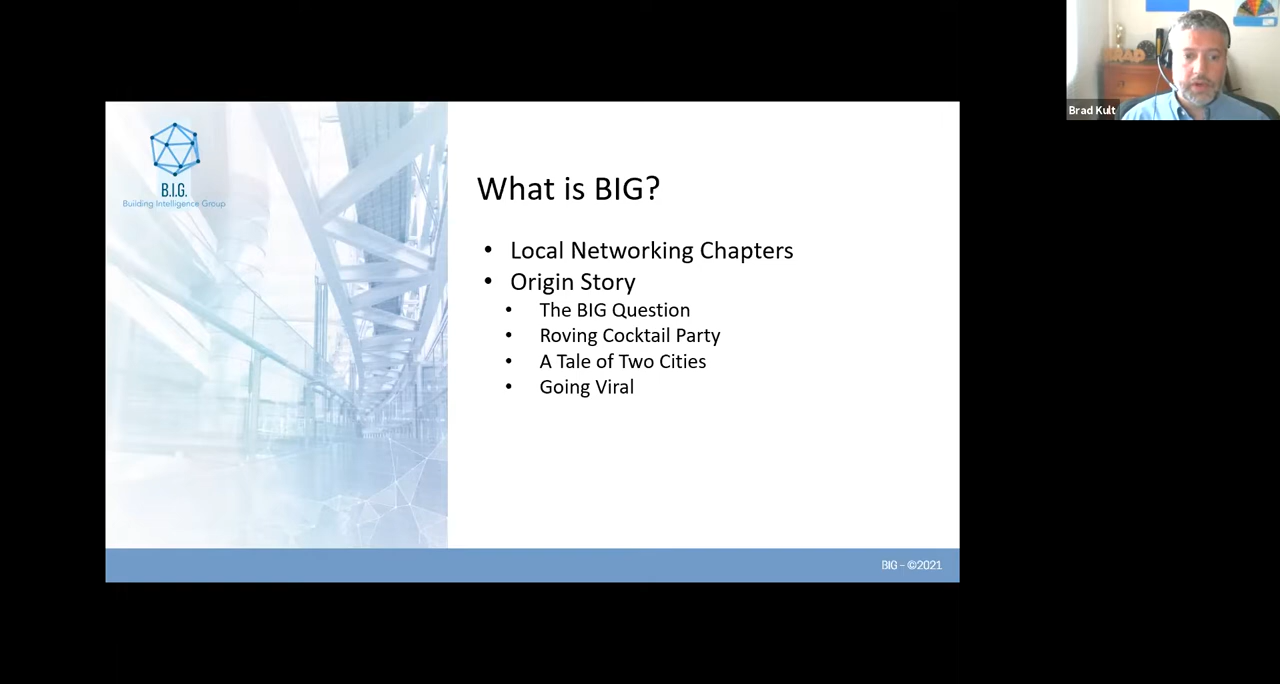 Brad Kult
B.I.G.
Building Intelligence Group
What is BIG?
• Local Networking Chapters
• Origin Story
• The BIG Question
• Roving Cocktail Party
• A Tale of Two Cities
• Going Viral
BIG - ©2021
BRAD